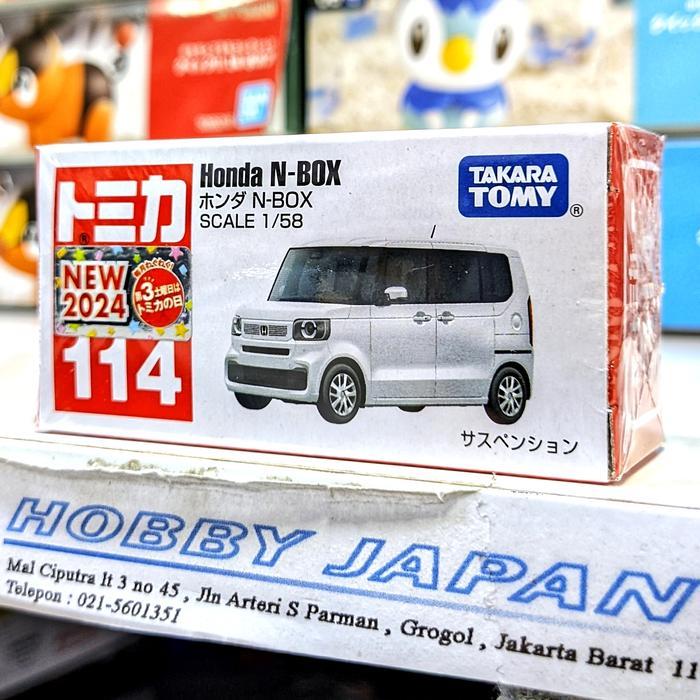 トミカ
Honda N-BOX
ホンダ N-BOX
SCALE 1/58
TAKARA
TOMY®
NEW
2024
第3土曜日は
トミカの日
114
サスペンション
HOBBY JAPAN
Mal Ciputra lt 3 no 45 , Jln Arteri S Parman , Grogol , Jakarta Barat 11
Telepon : 021-5601351